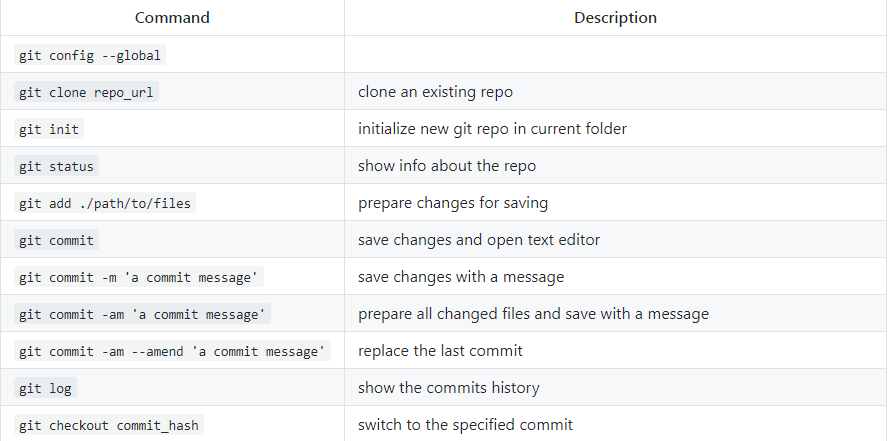 Command Description
git config --global
git clone repo_url clone an existing repo
git init initialize new git repo in current folder
git status show info about the repo
git add ./path/to/files prepare changes for saving
git commit save changes and open text editor
git commit -m 'a commit message' save changes with a message
git commit -am 'a commit message' prepare all changed files and save with a message
git commit -am --amend 'a commit message' replace the last commit
git log show the commits history
git checkout commit_hash switch to the specified commit